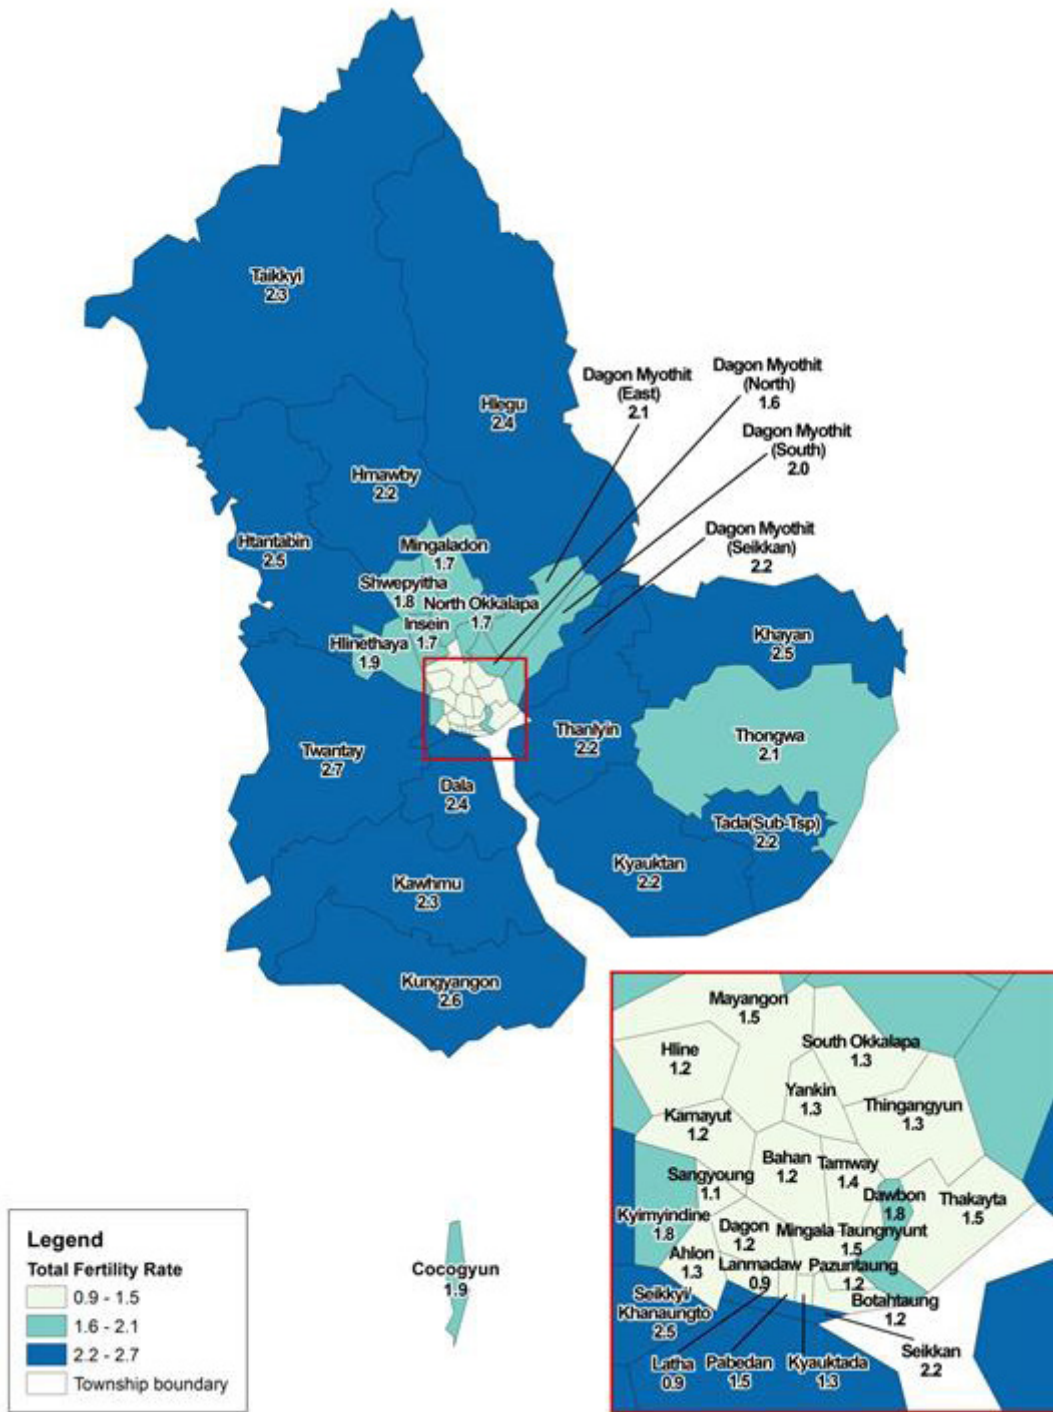 Taikkyi
2.3
Hlegu
2.4
Dagon Myothit
(East)
2.1
Dagon Myothit
(North)
1.6
Dagon Myothit
(South)
2.0
Dagon Myothit
(Seikkan)
2.2
Hmawby
2.2
Htantabin
2.5
Mingaladon
1.7
Shwepyitha
1.8
North Okkalapa
1.7
Insein
1.7
Hlinethaya
1.9
Khayan
2.5
Thongwa
2.1
Thanlyin
2.2
Twantay
2.7
Dala
2.4
Tada(Sub-Tsp)
2.2
Kyauktan
2.2
Kawhmu
2.3
Kungyangon
2.6
Mayangon
1.5
South Okkalapa
1.3
Hline
1.2
Yankin
1.3
Thingangyun
1.3
Kamayut
1.2
Bahan
1.2
Tamway
1.4
Sangyoung
1.1
Dawbon
1.8
Thakayta
1.5
Kyimyindine
1.8
Dagon
1.2
Mingala Taungnyunt
1.5
Ahlon
1.3
Lanmadaw
0.9
Pazuntaung
1.2
Seikkyi/
Khanaungto
2.5
Botahtaung
1.2
Seikkan
2.2
Latha
0.9
Pabedan
1.5
Kyauktada
1.3
Cocogyun
1.9
Legend
Total Fertility Rate
0.9 - 1.5
1.6 - 2.1
2.2 - 2.7
Township boundary